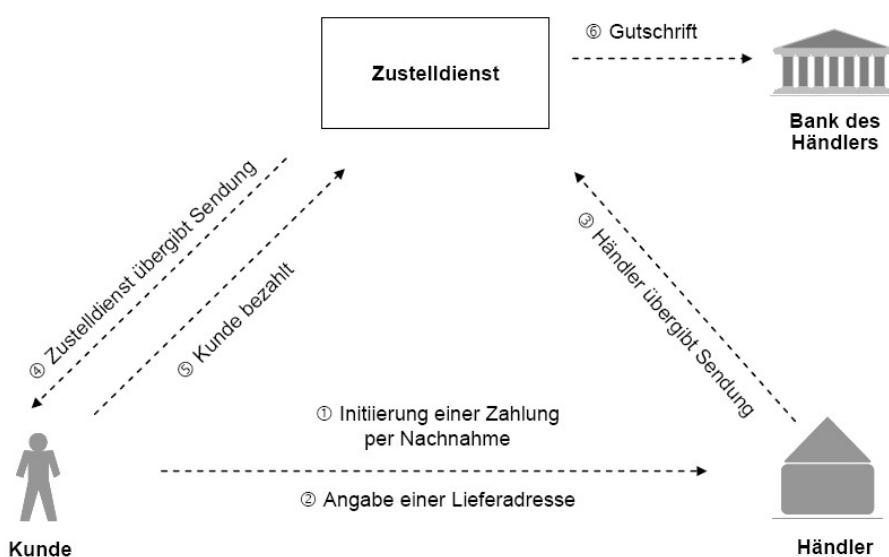 ⑥ Gutschrift
Zustelldienst
Bank des
Händlers
④ Zustelldienst übergibt Sendung
⑤ Kunde bezahlt
③ Händler übergibt Sendung
① Initiierung einer Zahlung
per Nachnahme
② Angabe einer Lieferadresse
Kunde
Händler